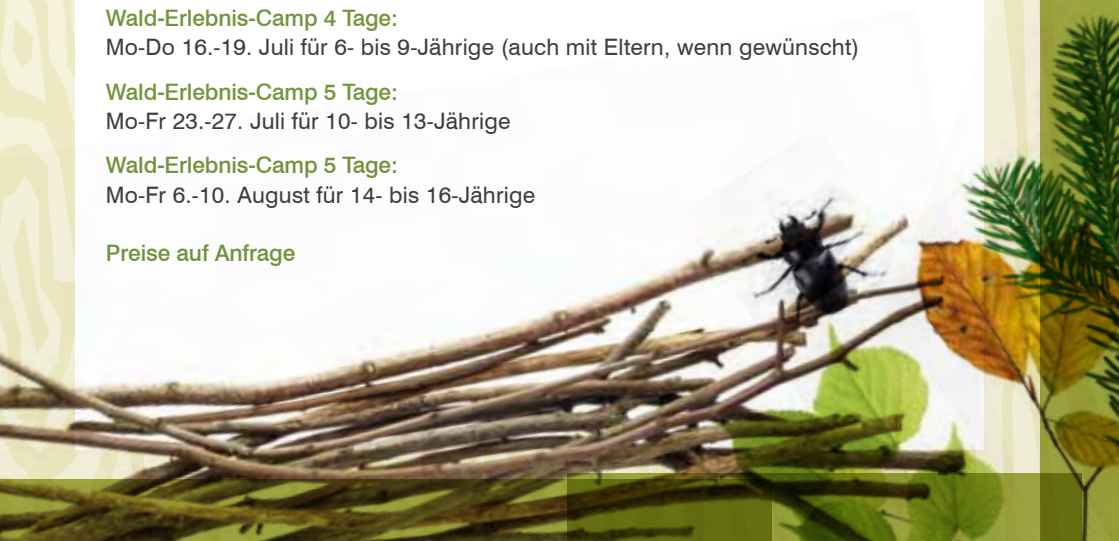 Wald-Erlebnis-Camp 4 Tage:
Mo-Do 16.-19. Juli für 6- bis 9-Jährige (auch mit Eltern, wenn gewünscht)
Wald-Erlebnis-Camp 5 Tage:
Mo-Fr 23.-27. Juli für 10- bis 13-Jährige
Wald-Erlebnis-Camp 5 Tage:
Mo-Fr 6.-10. August für 14- bis 16-Jährige
Preise auf Anfrage